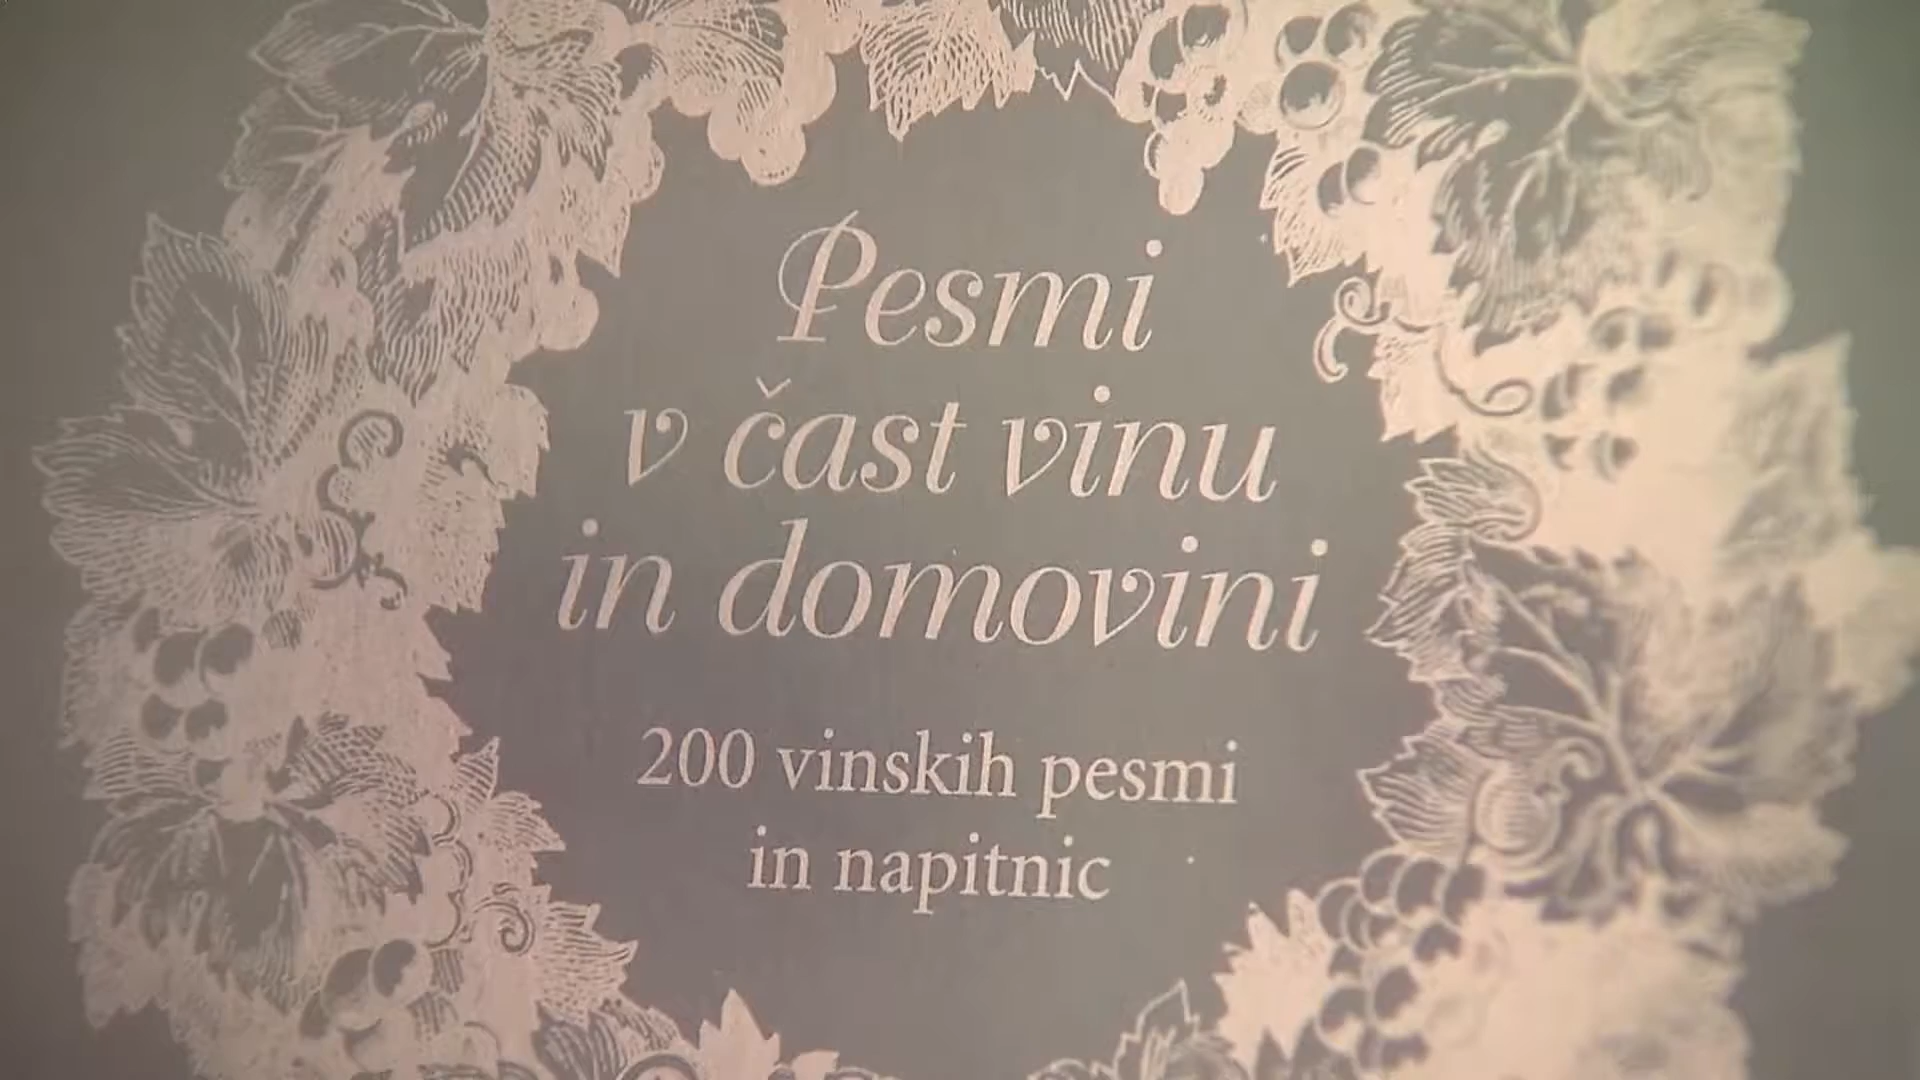 Pesmi
v čast vinu
in domovini
200 vinskih pesmi
in napitnic